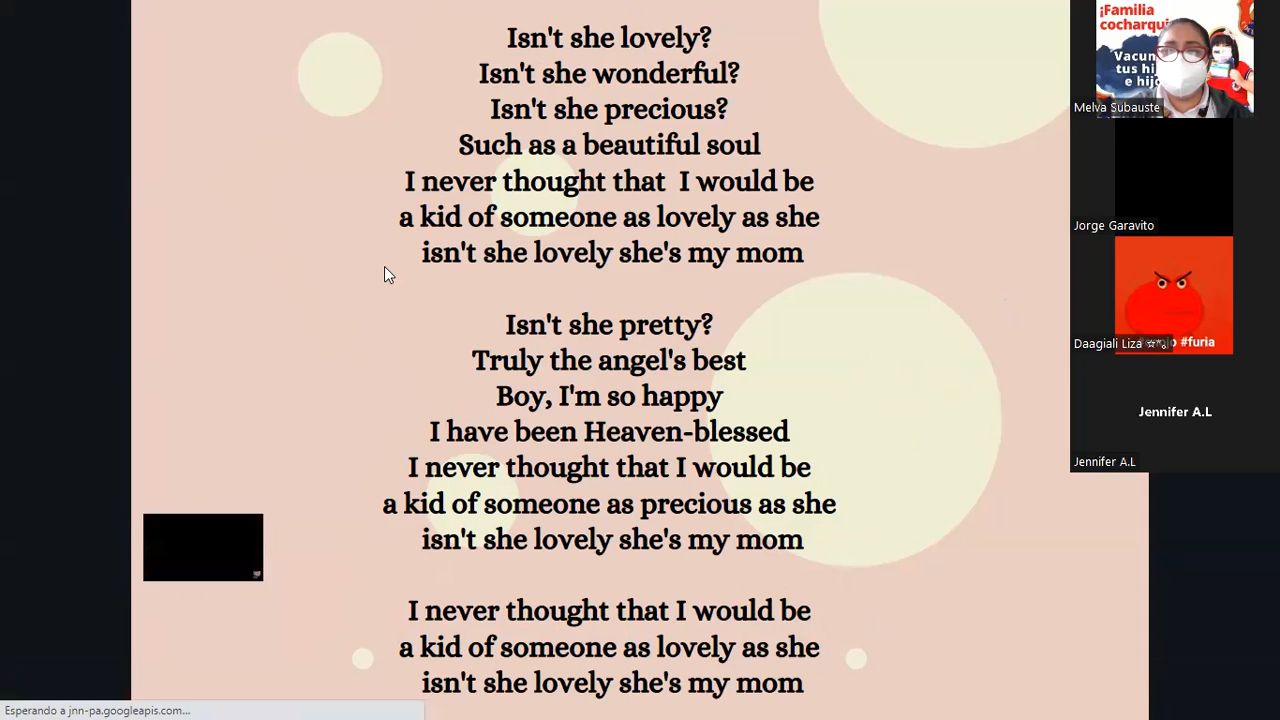 Isn't she lovely?
Isn't she wonderful?
Isn't she precious?
Such as a beautiful soul
I never thought that I would be
a kid of someone as lovely as she
isn't she lovely she's my mom
Isn't she pretty?
Truly the angel's best
Boy, I'm so happy
I have been Heaven-blessed
I never thought that I would be
a kid of someone as precious as she
isn't she lovely she's my mom
I never thought that I would be
a kid of someone as lovely as she
isn't she lovely she's my mom
Esperando a jnn-pa.googleapis.com...
¡Familia
cocharqui
Vacun
tus hi
e hijo
Melva Subauste
Jorge Garavito
#furia
Daagiali Liza
Jennifer A.L
Jennifer A.L